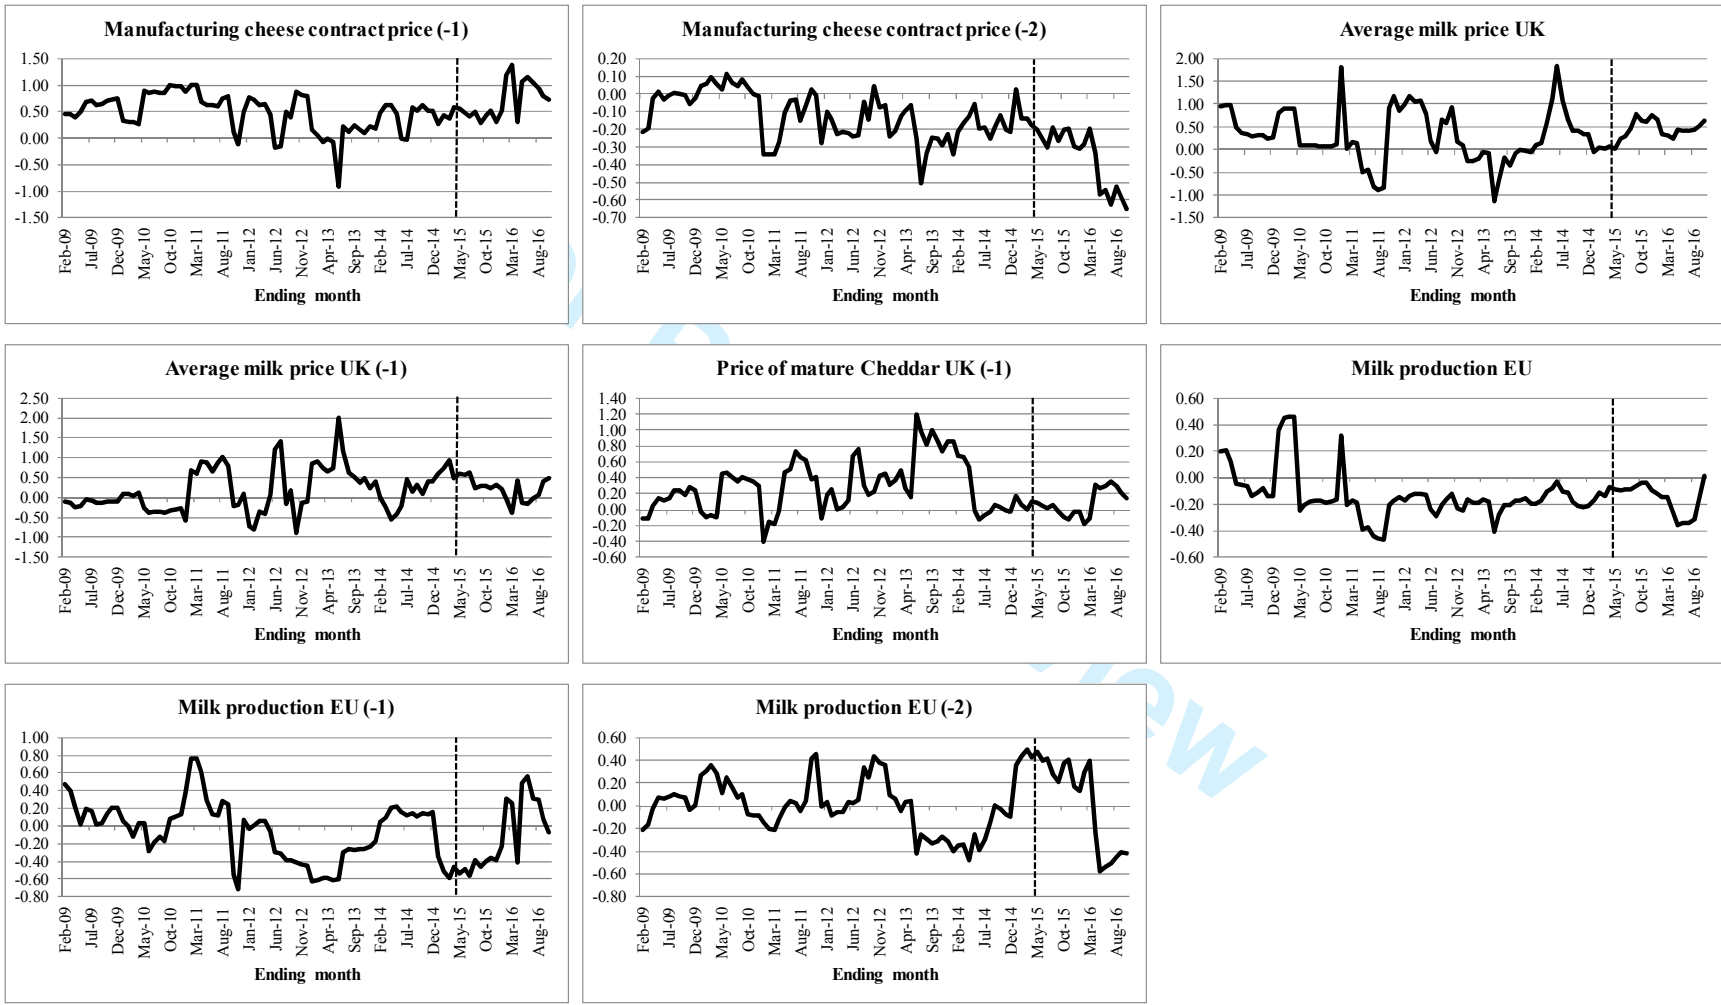 Manufacturing cheese contract price (-1)
1.50
1.00
0.50
0.00
-0.50
-1.00
-1.50
Feb-09 Jul-09 Dec-09 May-10 Oct-10 Mar-11 Aug-11 Jan-12 Jun-12 Nov-12 Apr-13 Sep-13 Feb-14 Jul-14 Dec-14 May-15 Oct-15 Mar-16 Aug-16
Ending month
Manufacturing cheese contract price (-2)
0.20
0.10
0.00
-0.10
-0.20
-0.30
-0.40
-0.50
-0.60
-0.70
Feb-09 Jul-09 Dec-09 May-10 Oct-10 Mar-11 Aug-11 Jan-12 Jun-12 Nov-12 Apr-13 Sep-13 Feb-14 Jul-14 Dec-14 May-15 Oct-15 Mar-16 Aug-16
Ending month
Average milk price UK
2.00
1.50
1.00
0.50
0.00
-0.50
-1.00
-1.50
Feb-09 Jul-09 Dec-09 May-10 Oct-10 Mar-11 Aug-11 Jan-12 Jun-12 Nov-12 Apr-13 Sep-13 Feb-14 Jul-14 Dec-14 May-15 Oct-15 Mar-16 Aug-16
Ending month
Average milk price UK (-1)
2.50
2.00
1.50
1.00
0.50
0.00
-0.50
-1.00
-1.50
Feb-09 Jul-09 Dec-09 May-10 Oct-10 Mar-11 Aug-11 Jan-12 Jun-12 Nov-12 Apr-13 Sep-13 Feb-14 Jul-14 Dec-14 May-15 Oct-15 Mar-16 Aug-16
Ending month
Price of mature Cheddar UK (-1)
1.40
1.20
1.00
0.80
0.60
0.40
0.20
0.00
-0.20
-0.40
-0.60
Feb-09 Jul-09 Dec-09 May-10 Oct-10 Mar-11 Aug-11 Jan-12 Jun-12 Nov-12 Apr-13 Sep-13 Feb-14 Jul-14 Dec-14 May-15 Oct-15 Mar-16 Aug-16
Ending month
Milk production EU
0.60
0.40
0.20
0.00
-0.20
-0.40
-0.60
Feb-09 Jul-09 Dec-09 May-10 Oct-10 Mar-11 Aug-11 Jan-12 Jun-12 Nov-12 Apr-13 Sep-13 Feb-14 Jul-14 Dec-14 May-15 Oct-15 Mar-16 Aug-16
Ending month
Milk production EU (-1)
1.00
0.80
0.60
0.40
0.20
0.00
-0.20
-0.40
-0.60
-0.80
Feb-09 Jul-09 Dec-09 May-10 Oct-10 Mar-11 Aug-11 Jan-12 Jun-12 Nov-12 Apr-13 Sep-13 Feb-14 Jul-14 Dec-14 May-15 Oct-15 Mar-16 Aug-16
Ending month
Milk production EU (-2)
0.60
0.40
0.20
0.00
-0.20
-0.40
-0.60
-0.80
Feb-09 Jul-09 Dec-09 May-10 Oct-10 Mar-11 Aug-11 Jan-12 Jun-12 Nov-12 Apr-13 Sep-13 Feb-14 Jul-14 Dec-14 May-15 Oct-15 Mar-16 Aug-16
Ending month